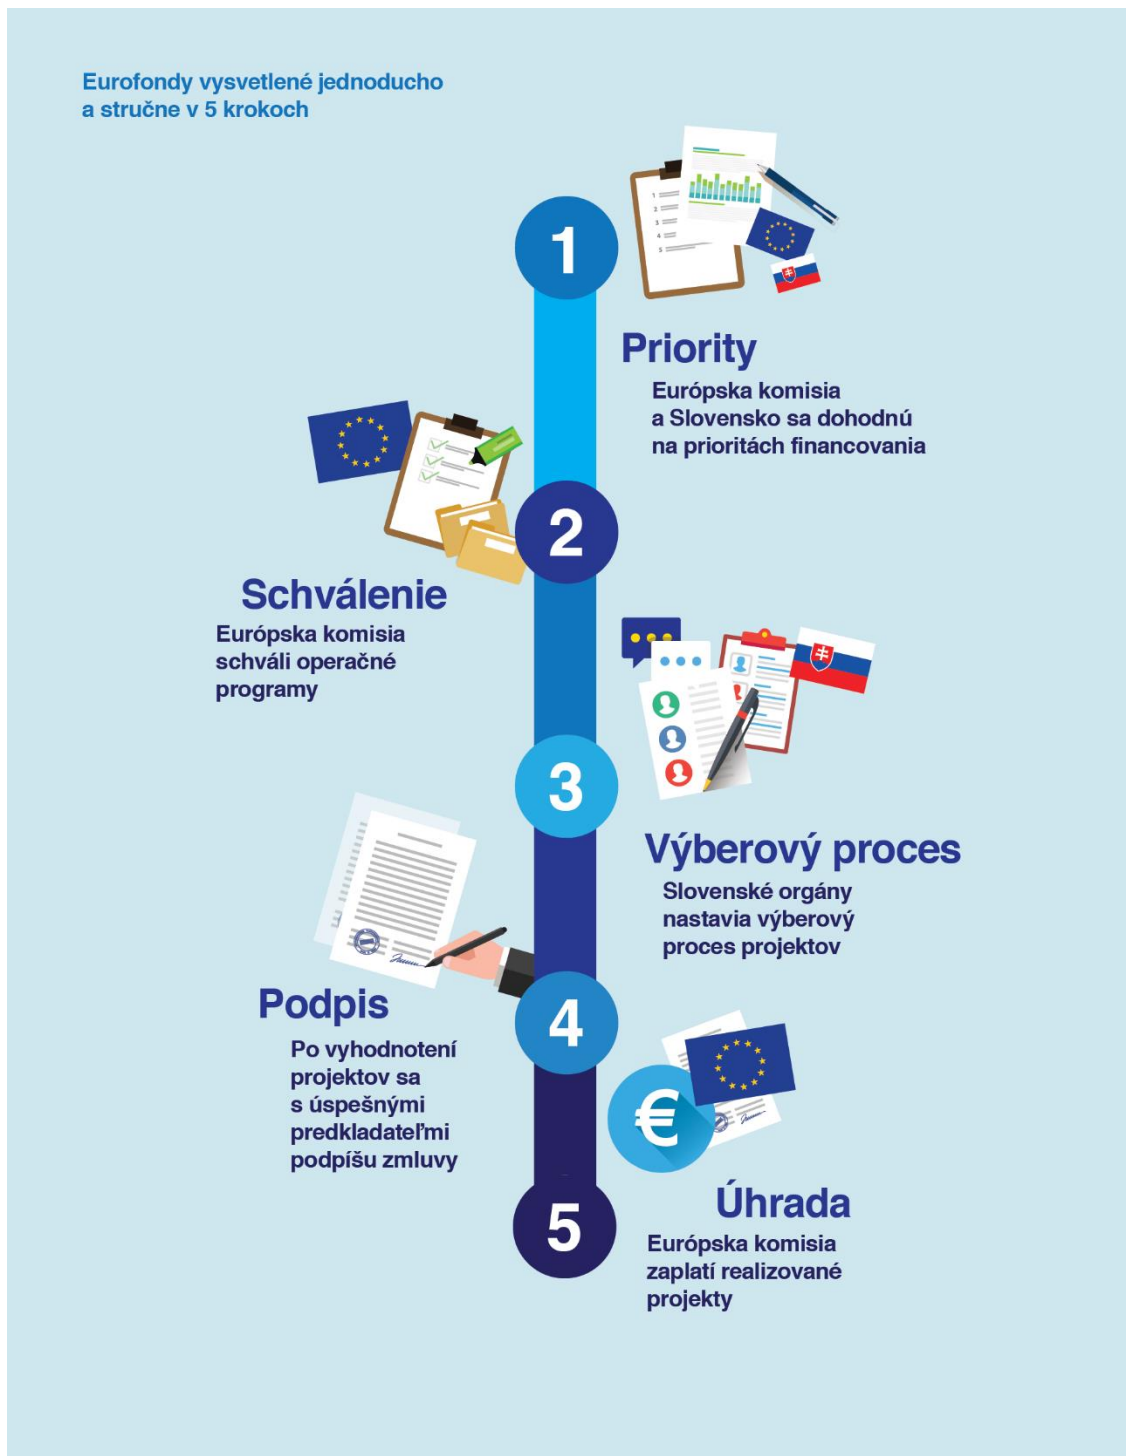 Eurofondy vysvetlené jednoducho
a stručne v 5 krokoch
1
Priority
Európska komisia
a Slovensko sa dohodnú
na prioritách financovania
2
Schválenie
Európska komisia
schváli operačné
programy
3
Výberový proces
Slovenské orgány
nastavia výberový
proces projektov
4
Podpis
Po vyhodnotení
projektov sa
s úspešnými
predkladateľmi
podpíšu zmluvy
€
5
Úhrada
Európska komisia
zaplatí realizované
projekty